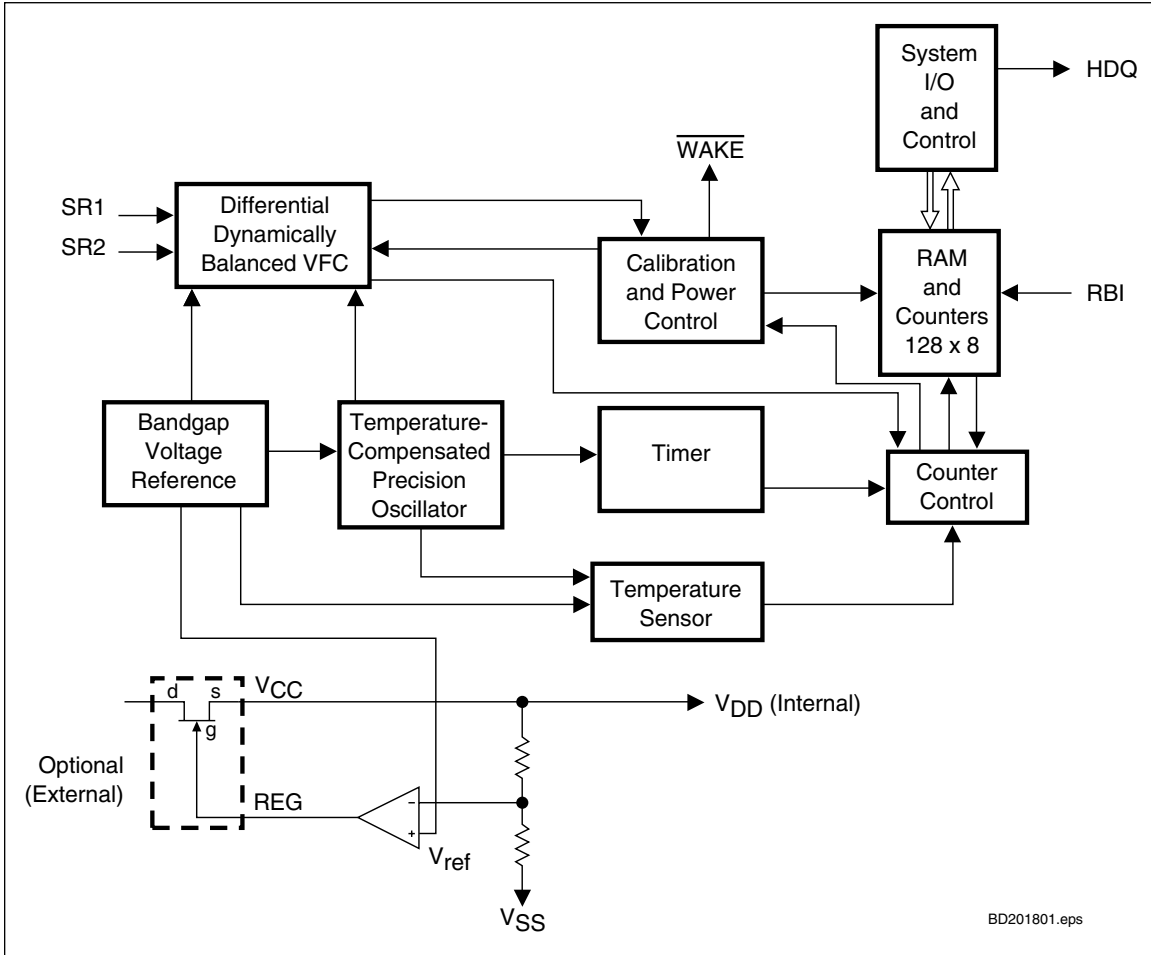 System
I/O
and
Control
HDQ
WAKE
SR1
SR2
Differential
Dynamically
Balanced VFC
Calibration
and Power
Control
RAM
and
Counters
128 x 8
RBI
Bandgap
Voltage
Reference
Temperature-
Compensated
Precision
Oscillator
Timer
Counter
Control
Temperature
Sensor
d
s
g
VCC
VDD (Internal)
Optional
(External)
REG
–
+
Vref
VSS
BD201801.eps